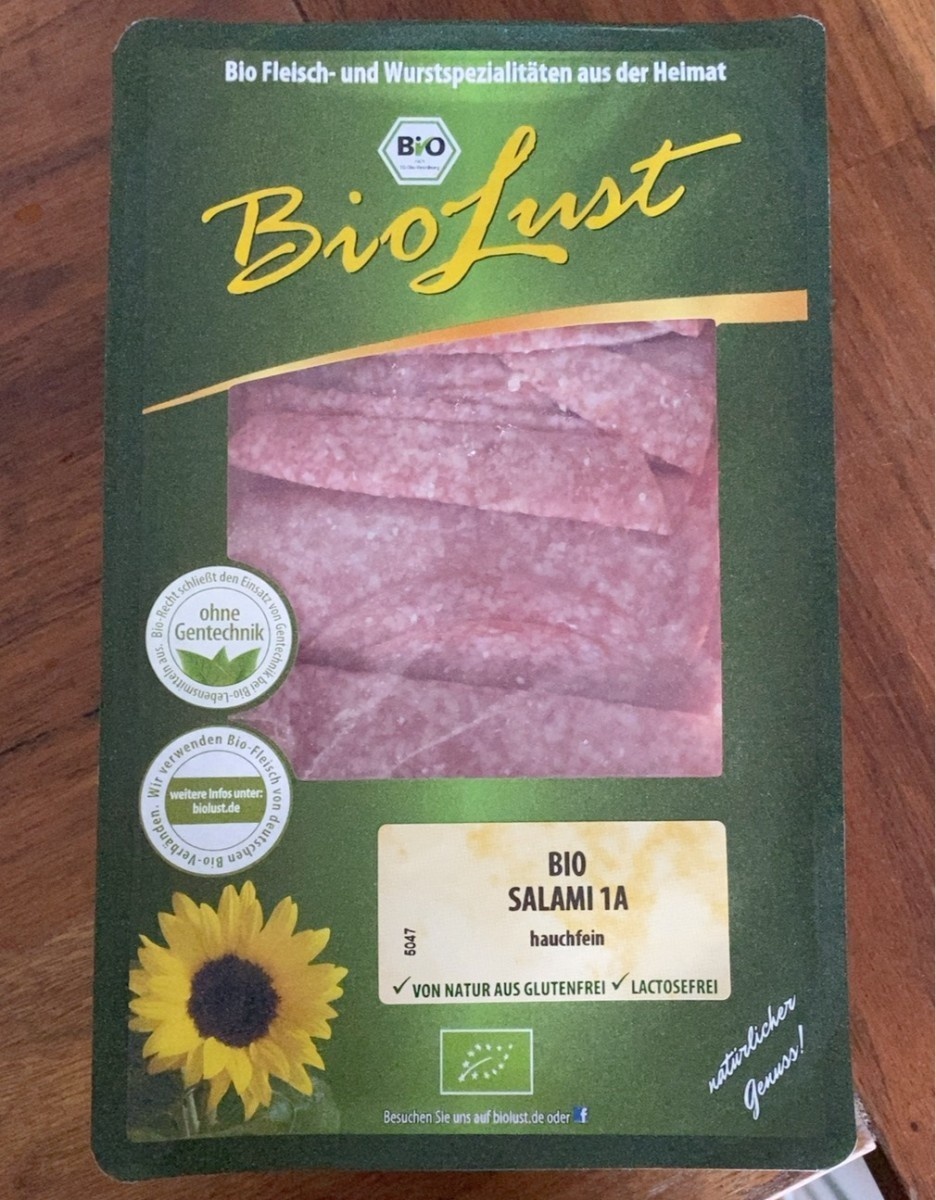 Bio Fleisch- und Wurstspezialitäten aus der Heimat
BiO
BioLust
Bio-Recht schließt den Einsatz von Gentechnik bei Bio-Lebensmitteln aus.
ohne
Gentechnik
Wir verwenden Bio-Fleisch von deutschen Bio-Verbänden.
weitere Infos unter:
biolust.de
BIO
SALAMI 1A
hauchfein
5047
✓ VON NATUR AUS GLUTENFREI ✓ LACTOSEFREI
natürlicher
Genuss!
Besuchen Sie uns auf biolust.de oder f